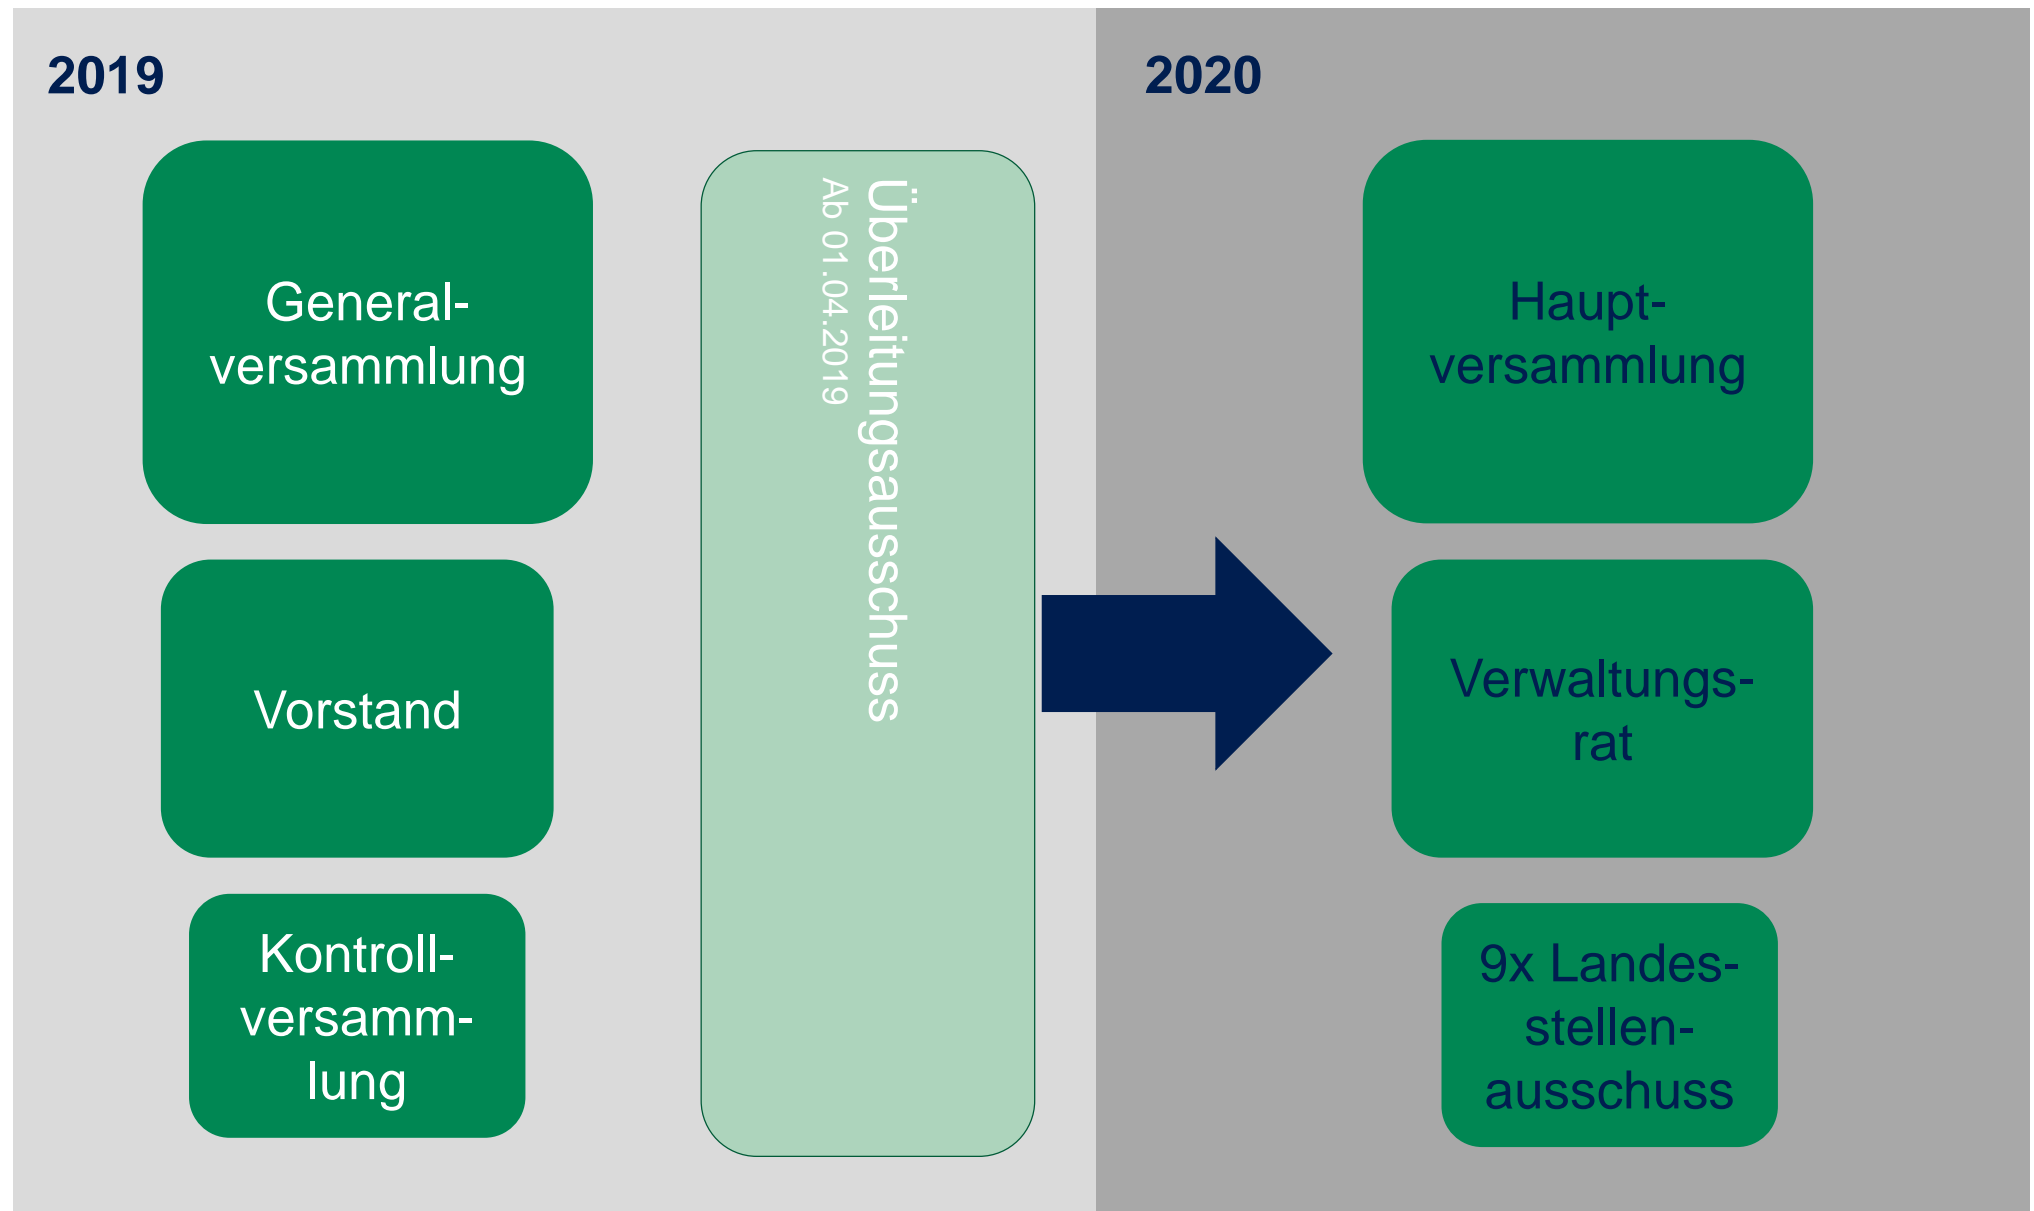 2019
General-
versammlung
Vorstand
Kontroll-
versamm-
lung
Überleitungsausschuss
Ab 01.04.2019
2020
Haupt-
versammlung
Verwaltungs-
rat
9x Landes-
stellen-
ausschuss